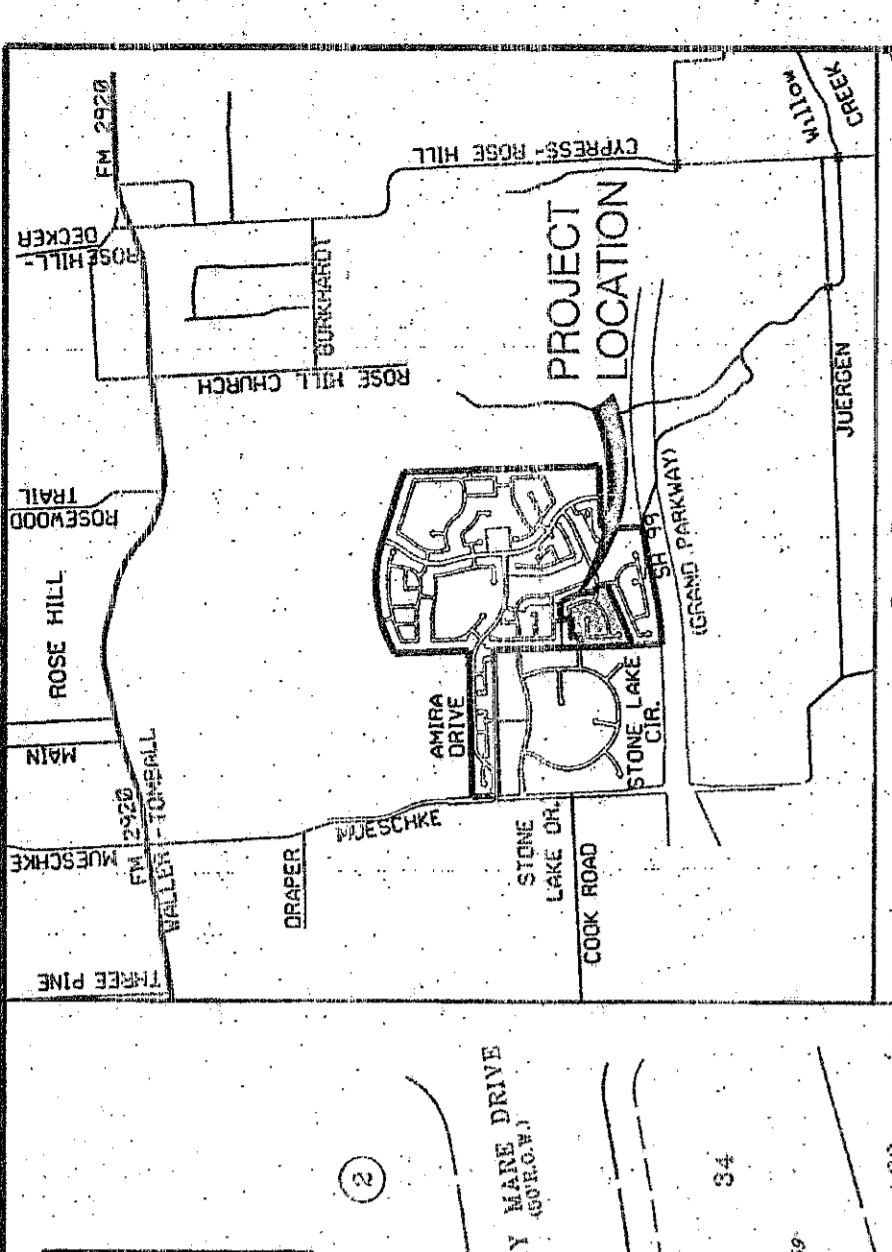 FM 2920
ROSEHILL-
DECKER
CYPRESS- ROSE HILL
Willow
CREEK
BURKHARDT
ROSE HILL CHURCH
PROJECT
LOCATION
JUERGEN
ROSEWOOD
TRAIL
ROSE HILL
MAIN
SH 99
(GRAND PARKWAY)
AMIRA
DRIVE
STONE LAKE
CIR.
MUESCHKE
FM 2920
WALLER-TOMBALL
MUESCHKE
DRAPER
STONE
LAKE DR.
COOK ROAD
THREE PINE
2
Y MARE DRIVE
(60'R.O.W.)
34